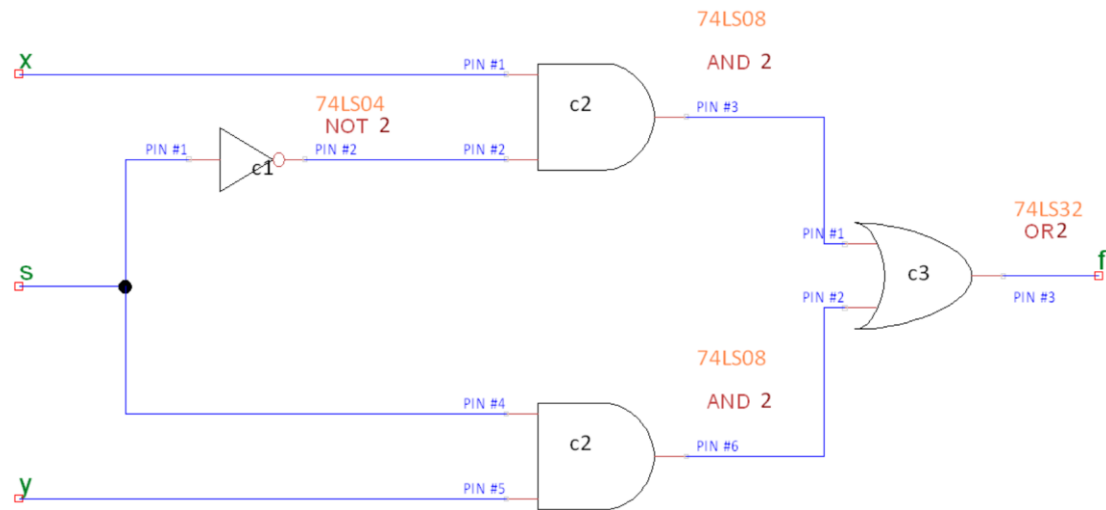 74LS08
X
PIN #1
AND 2
c2
74LS04
PIN #3
NOT 2
PIN #1
PIN #2
PIN #2
c1
74LS32
PIN #1
OR2
S
c3
f
PIN #2
PIN #3
74LS08
PIN #4
AND 2
c2
PIN #6
y
PIN #5